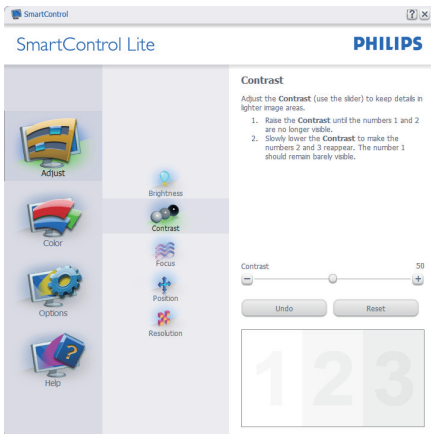 SmartControl
SmartControl Lite
PHILIPS
Adjust
Color
Options
Help
Brightness
Contrast
Focus
Position
Resolution
Contrast
Adjust the Contrast (use the slider) to keep details in
lighter image areas.
1. Raise the Contrast until the numbers 1 and 2
are no longer visible.
2. Slowly lower the Contrast to make the
numbers 2 and 3 reappear. The number 1
should remain barely visible.
Contrast 50
Undo Reset
1 2 3